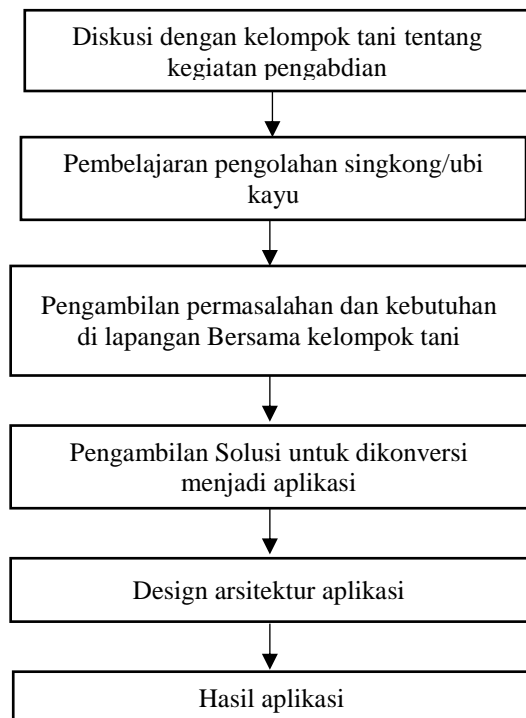 Diskusi dengan kelompok tani tentang
kegiatan pengabdian
Pembelajaran pengolahan singkong/ubi
kayu
Pengambilan permasalahan dan kebutuhan
di lapangan Bersama kelompok tani
Pengambilan Solusi untuk dikonversi
menjadi aplikasi
Design arsitektur aplikasi
Hasil aplikasi